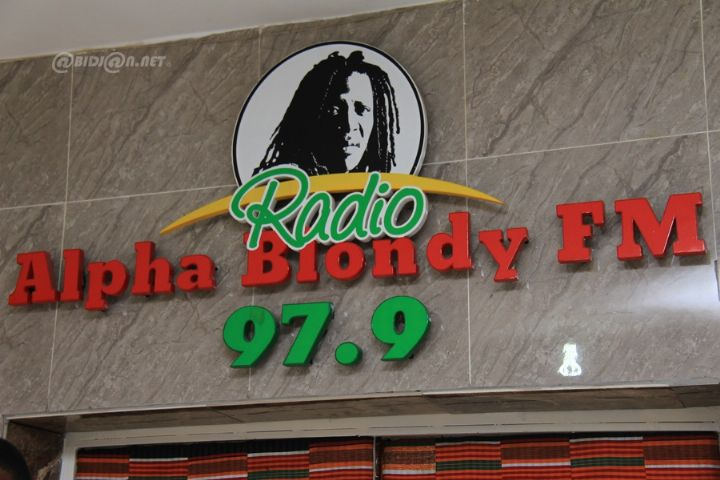 @BIDI@N.NET
Radio
Alpha Blondy FM
97.9